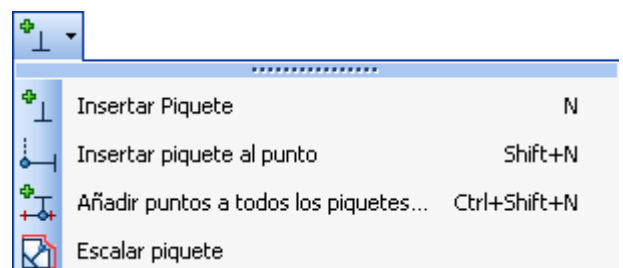 Insertar Piquete N
Insertar piquete al punto Shift+N
Añadir puntos a todos los piquetes... Ctrl+Shift+N
Escalar piquete